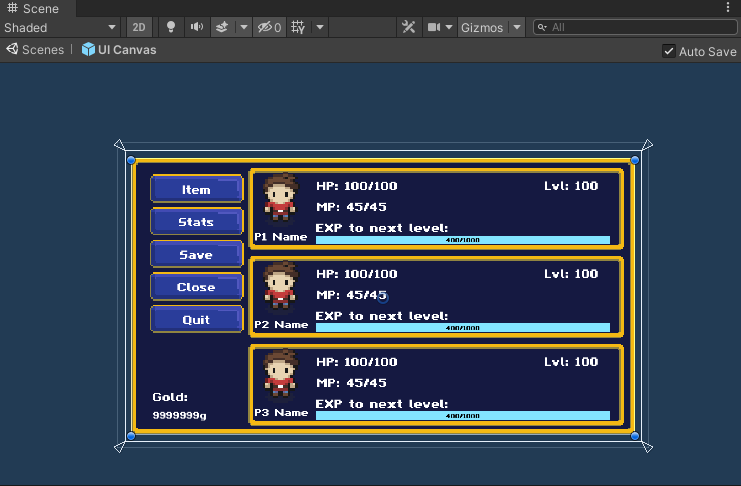 Scene
Shaded 2D 0 Gizmos All
Scenes | UI Canvas Auto Save
Item
Stats
Save
Close
Quit
Gold:
9999999g
HP: 100/100 Lvl: 100
MP: 45/45
EXP to next level:
P1 Name 400/1000
HP: 100/100 Lvl: 100
MP: 45/45
EXP to next level:
P2 Name 400/1000
HP: 100/100 Lvl: 100
MP: 45/45
EXP to next level:
P3 Name 400/1000